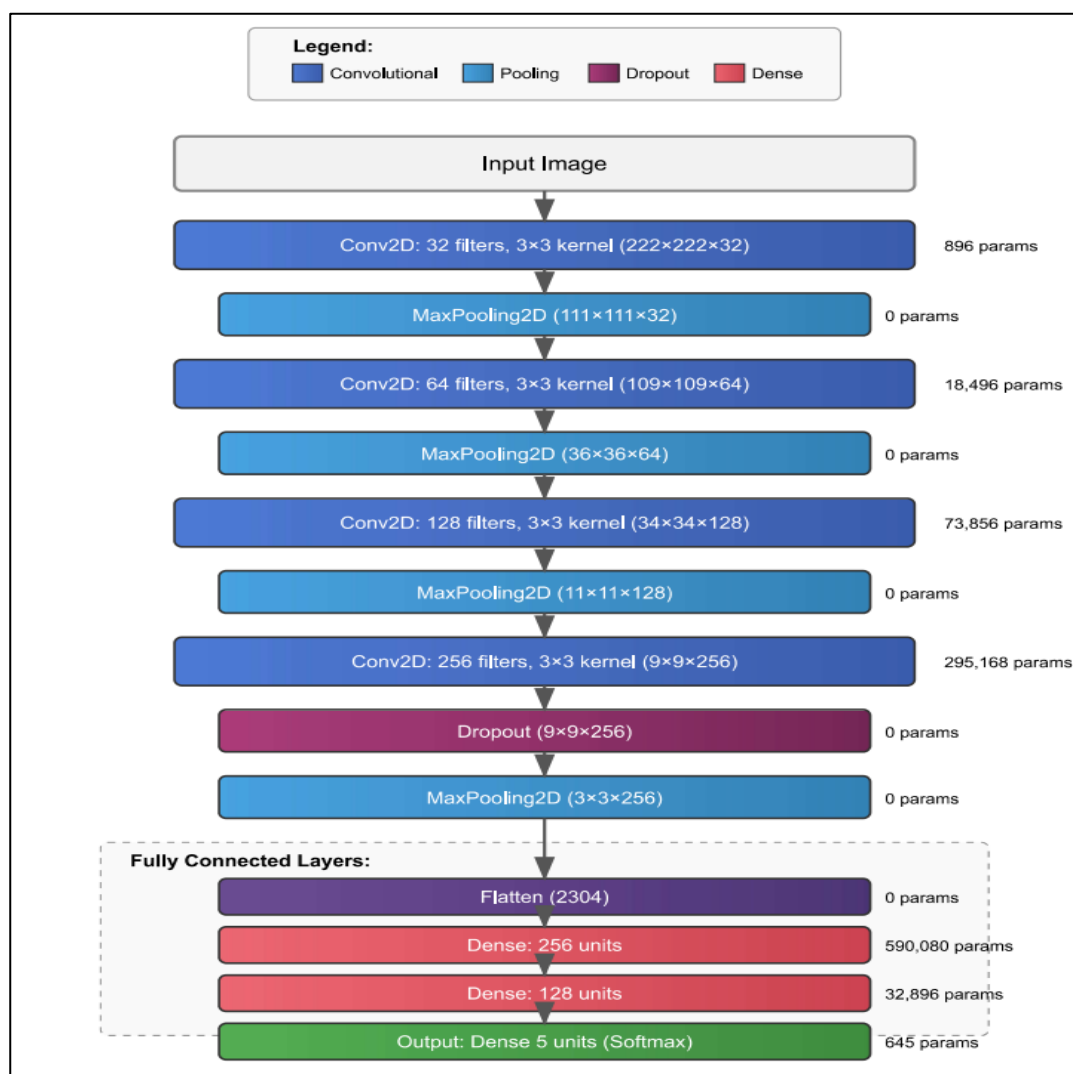 Legend:
Convolutional Pooling Dropout Dense
Input Image
Conv2D: 32 filters, 3×3 kernel (222×222×32) 896 params
MaxPooling2D (111×111×32) 0 params
Conv2D: 64 filters, 3×3 kernel (109×109×64) 18,496 params
MaxPooling2D (36×36×64) 0 params
Conv2D: 128 filters, 3×3 kernel (34×34×128) 73,856 params
MaxPooling2D (11×11×128) 0 params
Conv2D: 256 filters, 3×3 kernel (9×9×256) 295,168 params
Dropout (9×9×256) 0 params
MaxPooling2D (3×3×256) 0 params
Fully Connected Layers:
Flatten (2304) 0 params
Dense: 256 units 590,080 params
Dense: 128 units 32,896 params
Output: Dense 5 units (Softmax) 645 params